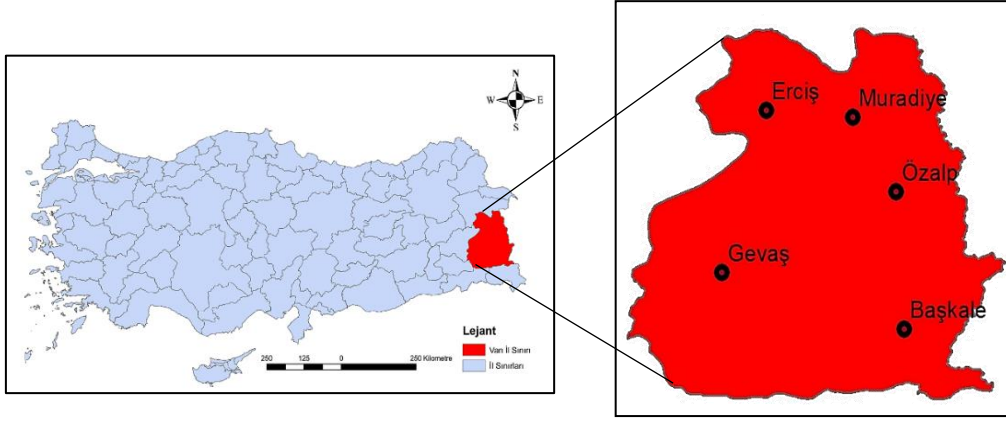 N
W E
S
Lejant
Van İl Sınırı
İl Sınırları
250 125 0 250 Kilometre
Erciş
Muradiye
Özalp
Gevaş
Başkale